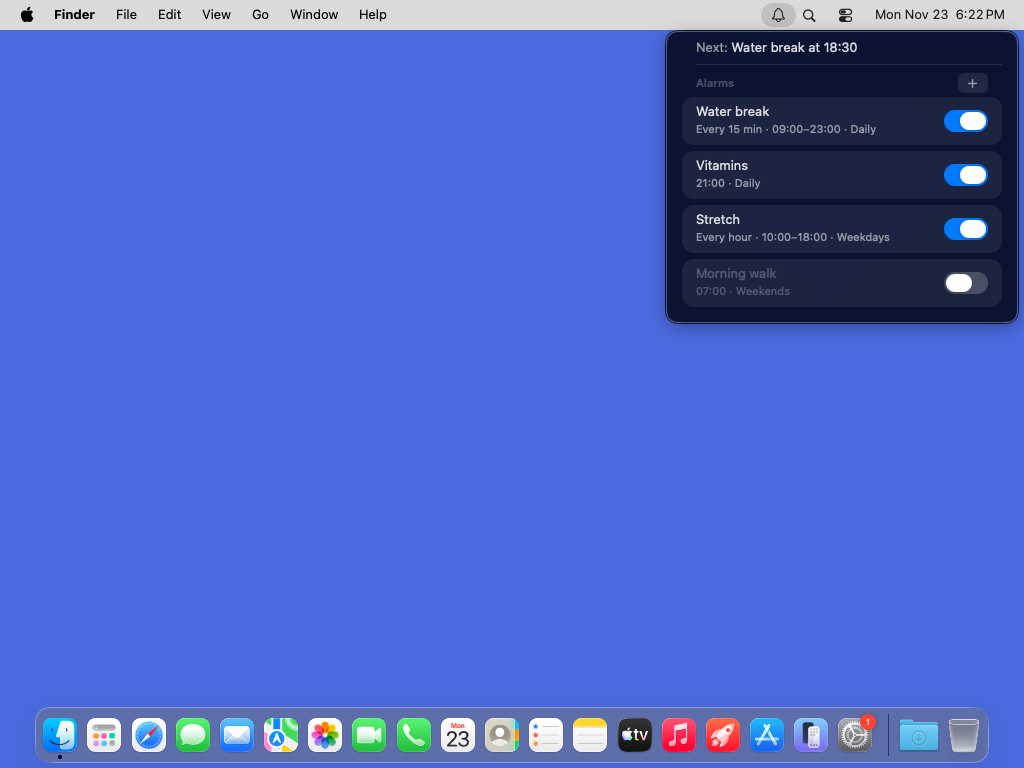 Finder File Edit View Go Window Help Mon Nov 23 6:22 PM
Next: Water break at 18:30
Alarms +
Water break
Every 15 min · 09:00–23:00 · Daily
Vitamins
21:00 · Daily
Stretch
Every hour · 10:00–18:00 · Weekdays
Morning walk
07:00 · Weekends
Mon
23
tv
1